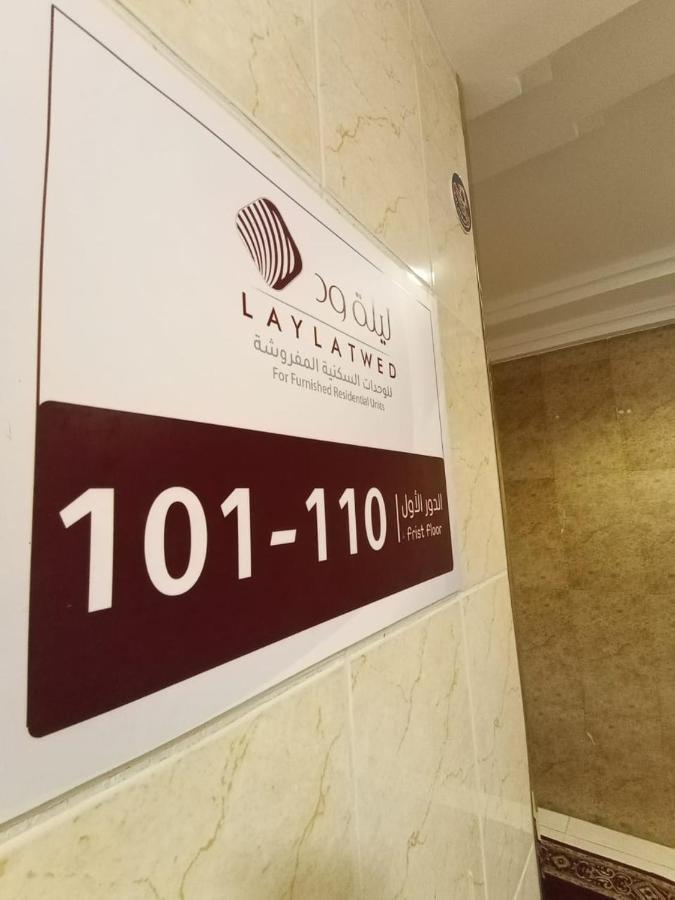 ليلة ود
LAYLATWED
للوحدات السكنية المفروشة
For Furnished Residential Units
101-110
الدور الأول
frist floor